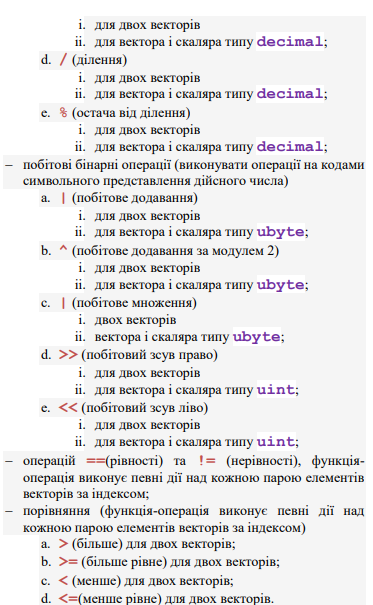 i. для двох векторів
ii. для вектора і скаляра типу decimal;
d. / (ділення)
i. для двох векторів
ii. для вектора і скаляра типу decimal;
e. % (остача від ділення)
i. для двох векторів
ii. для вектора і скаляра типу decimal;
– побітові бінарні операції (виконувати операції на кодами
символьного представлення дійсного числа)
a. | (побітове додавання)
i. для двох векторів
ii. для вектора і скаляра типу ubyte;
b. ^ (побітове додавання за модулем 2)
i. для двох векторів
ii. для вектора і скаляра типу ubyte;
c. | (побітове множення)
i. двох векторів
ii. вектора і скаляра типу ubyte;
d. >> (побітовий зсув право)
i. для двох векторів
ii. для вектора і скаляра типу uint;
e. << (побітовий зсув ліво)
i. для двох векторів
ii. для вектора і скаляра типу uint;
– операцій ==(рівності) та != (нерівності), функція-
операція виконує певні дії над кожною парою елементів
векторів за індексом;
– порівняння (функція-операція виконує певні дії над
кожною парою елементів векторів за індексом)
a. > (більше) для двох векторів;
b. >= (більше рівне) для двох векторів;
c. < (менше) для двох векторів;
d. <=(менше рівне) для двох векторів.